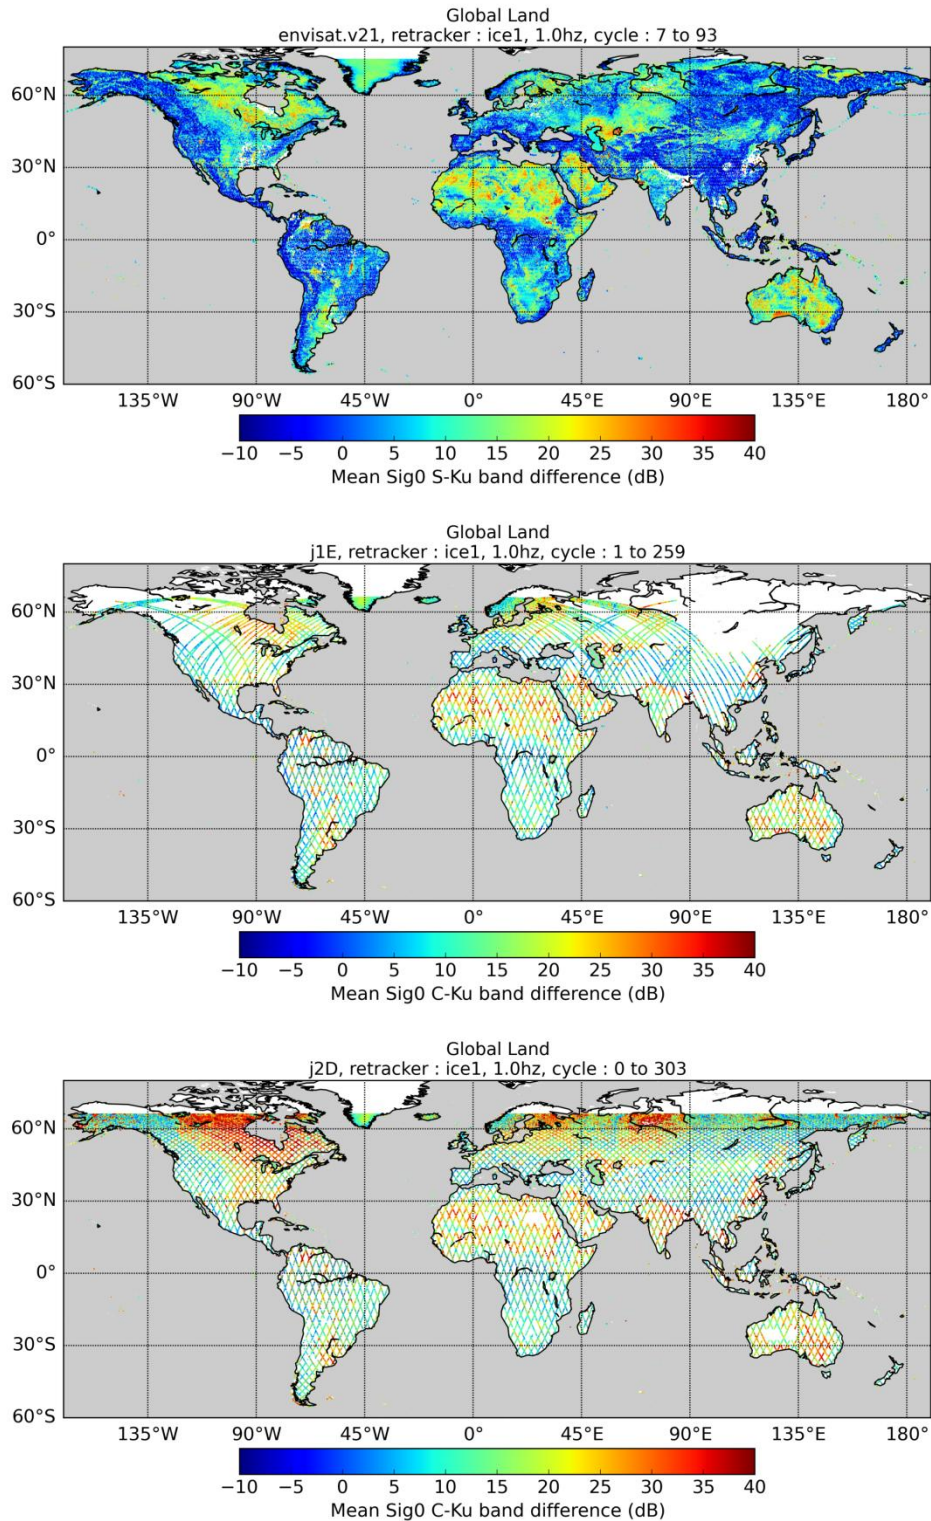 Global Land
envisat.v21, retracker : ice1, 1.0hz, cycle : 7 to 93
60°N
30°N
0°
30°S
60°S
135°W 90°W 45°W 0° 45°E 90°E 135°E 180°
−10 −5 0 5 10 15 20 25 30 35 40
Mean Sig0 S-Ku band difference (dB)
Global Land
j1E, retracker : ice1, 1.0hz, cycle : 1 to 259
60°N
30°N
0°
30°S
60°S
135°W 90°W 45°W 0° 45°E 90°E 135°E 180°
−10 −5 0 5 10 15 20 25 30 35 40
Mean Sig0 C-Ku band difference (dB)
Global Land
j2D, retracker : ice1, 1.0hz, cycle : 0 to 303
60°N
30°N
0°
30°S
60°S
135°W 90°W 45°W 0° 45°E 90°E 135°E 180°
−10 −5 0 5 10 15 20 25 30 35 40
Mean Sig0 C-Ku band difference (dB)